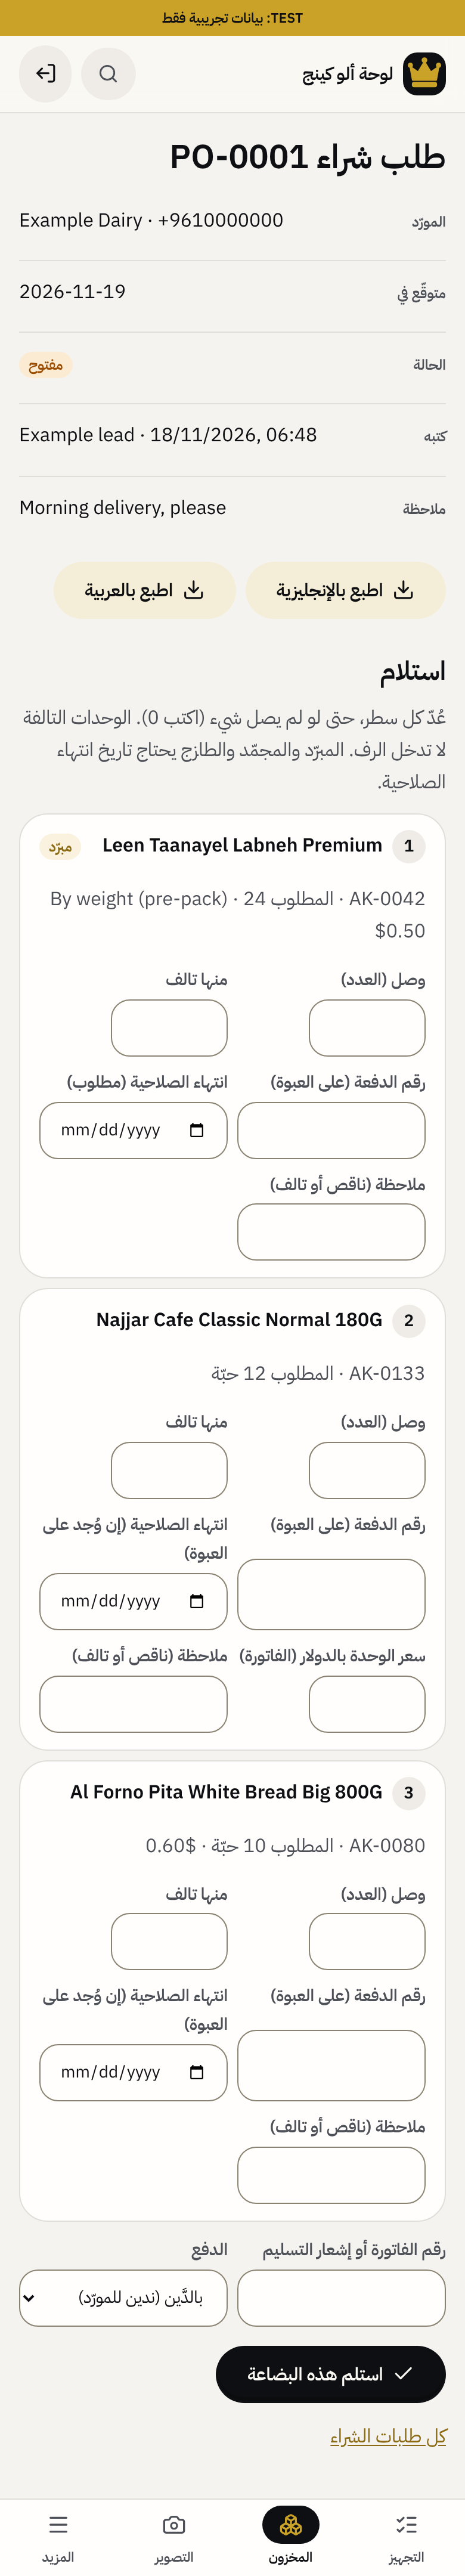 TEST: بيانات تجريبية فقط
لوحة ألو كينج
طلب شراء PO-0001
المورّد
Example Dairy · +9610000000
متوقّع في
2026-11-19
الحالة
مفتوح
كتبه
Example lead · 18/11/2026, 06:48
ملاحظة
Morning delivery, please
اطبع بالإنجليزية
اطبع بالعربية
استلام
عُدّ كل سطر، حتى لو لم يصل شيء (اكتب 0). الوحدات التالفة
لا تدخل الرف. المبرّد والمجمّد والطازج يحتاج تاريخ انتهاء
الصلاحية.
1
Leen Taanayel Labneh Premium
مبرّد
AK-0042 · المطلوب 24 By weight (pre-pack) ·
$0.50
وصل (العدد)
منها تالف
رقم الدفعة (على العبوة)
انتهاء الصلاحية (مطلوب)
mm/dd/yyyy
ملاحظة (ناقص أو تالف)
2
Najjar Cafe Classic Normal 180G
AK-0133 · المطلوب 12 حبّة
وصل (العدد)
منها تالف
رقم الدفعة (على العبوة)
انتهاء الصلاحية (إن وُجد على
العبوة)
mm/dd/yyyy
سعر الوحدة بالدولار (الفاتورة)
ملاحظة (ناقص أو تالف)
3
Al Forno Pita White Bread Big 800G
AK-0080 · المطلوب 10 حبّة · $0.60
وصل (العدد)
منها تالف
رقم الدفعة (على العبوة)
انتهاء الصلاحية (إن وُجد على
العبوة)
mm/dd/yyyy
ملاحظة (ناقص أو تالف)
رقم الفاتورة أو إشعار التسليم
الدفع
بالدَّين (ندين للمورّد)
استلم هذه البضاعة
كل طلبات الشراء
التجهيز
المخزون
التصوير
المزيد